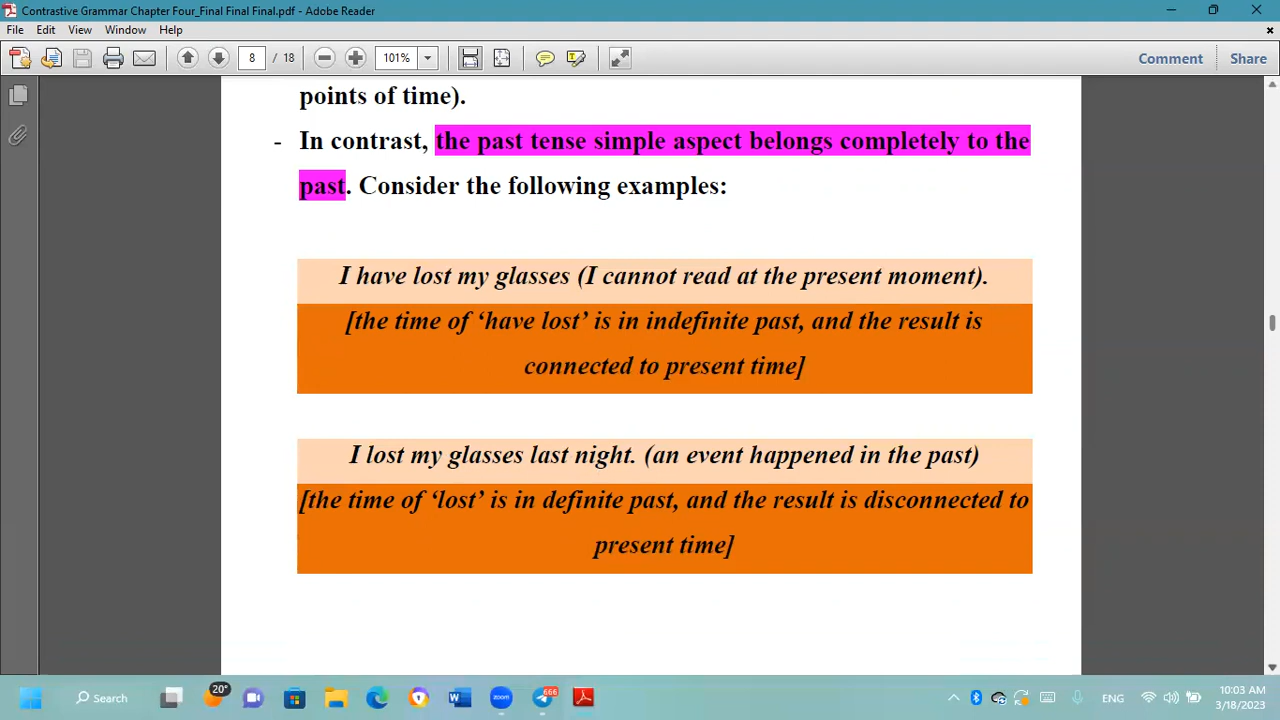 Contrastive Grammar Chapter Four_Final Final Final.pdf - Adobe Reader
File Edit View Window Help
8 / 18 101% Comment Share
points of time).
- In contrast, the past tense simple aspect belongs completely to the
past. Consider the following examples:
I have lost my glasses (I cannot read at the present moment).
[the time of ‘have lost’ is in indefinite past, and the result is
connected to present time]
I lost my glasses last night. (an event happened in the past)
[the time of ‘lost’ is in definite past, and the result is disconnected to
present time]
Search 20° zoom 666 ENG 10:03 AM
3/18/2023